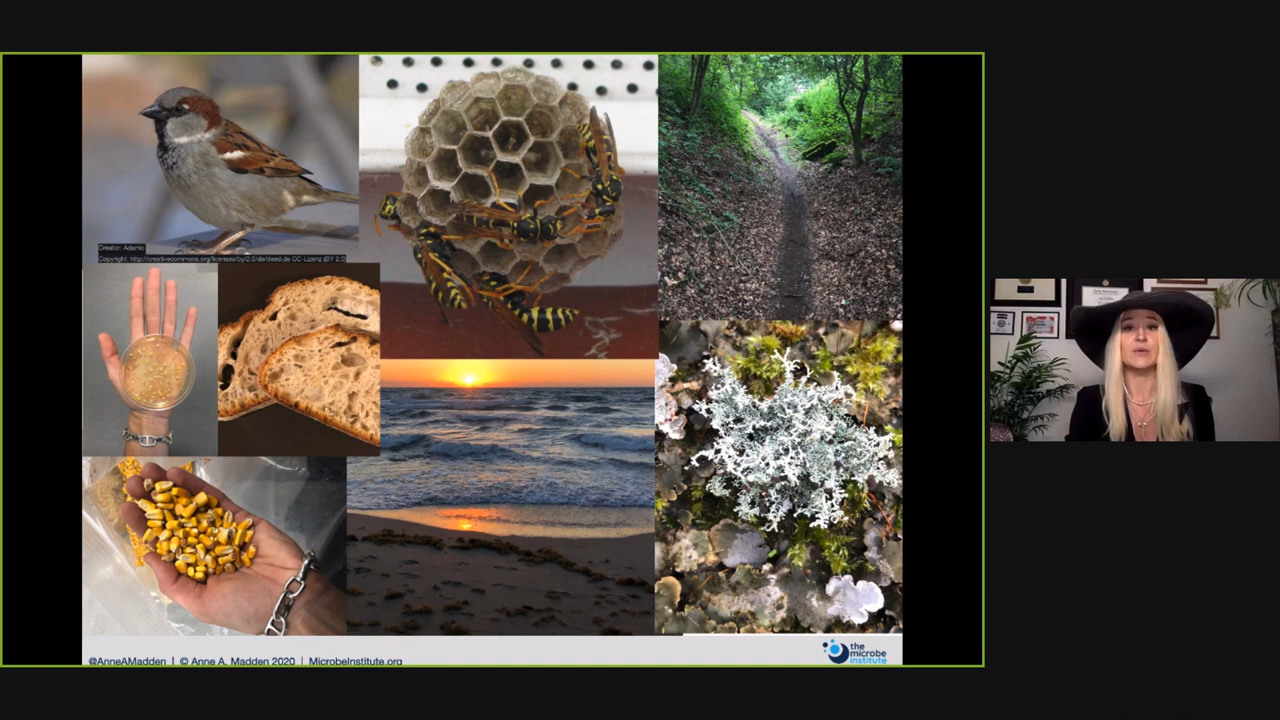 Creator: Adamo
Copyright: http://creativecommons.org/licenses/by/2.0/de/deed.de CC-Lizenz (BY 2.0)
@AnneAMadden | © Anne A. Madden 2020 | MicrobeInstitute.org
the
microbe
institute